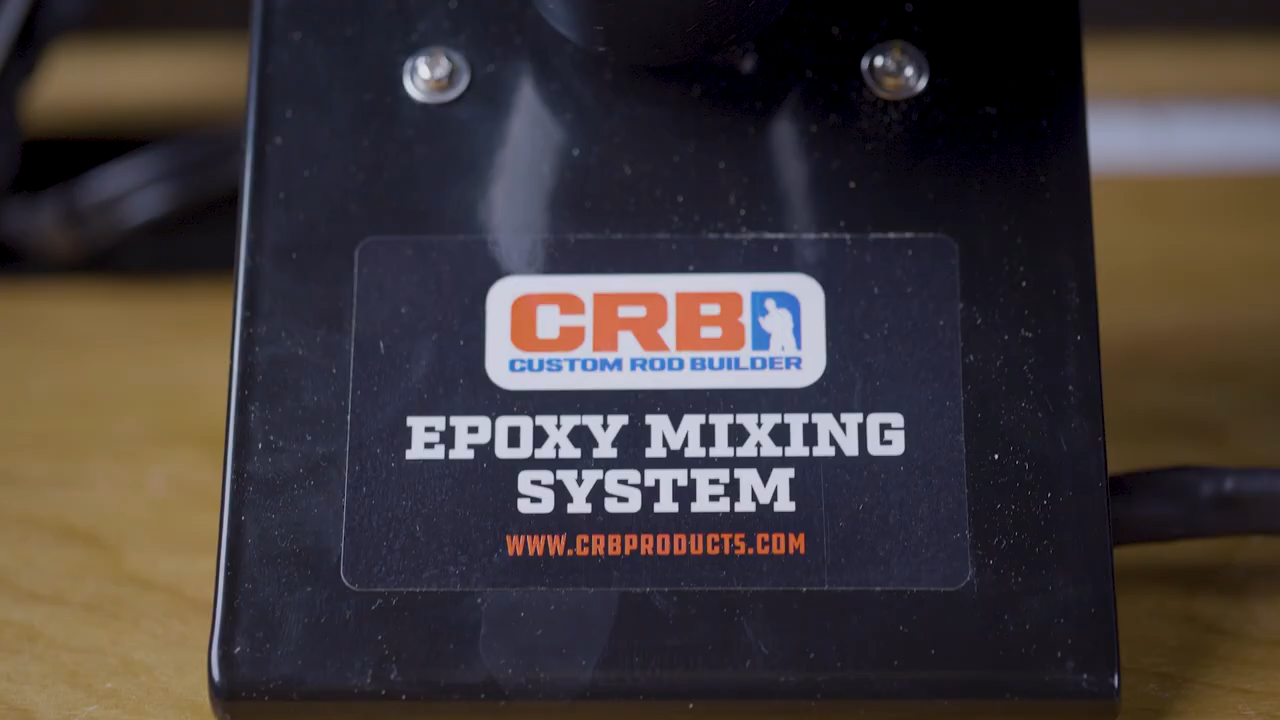 CRB
CUSTOM ROD BUILDER
EPOXY MIXING
SYSTEM
WWW.CRBPRODUCTS.COM